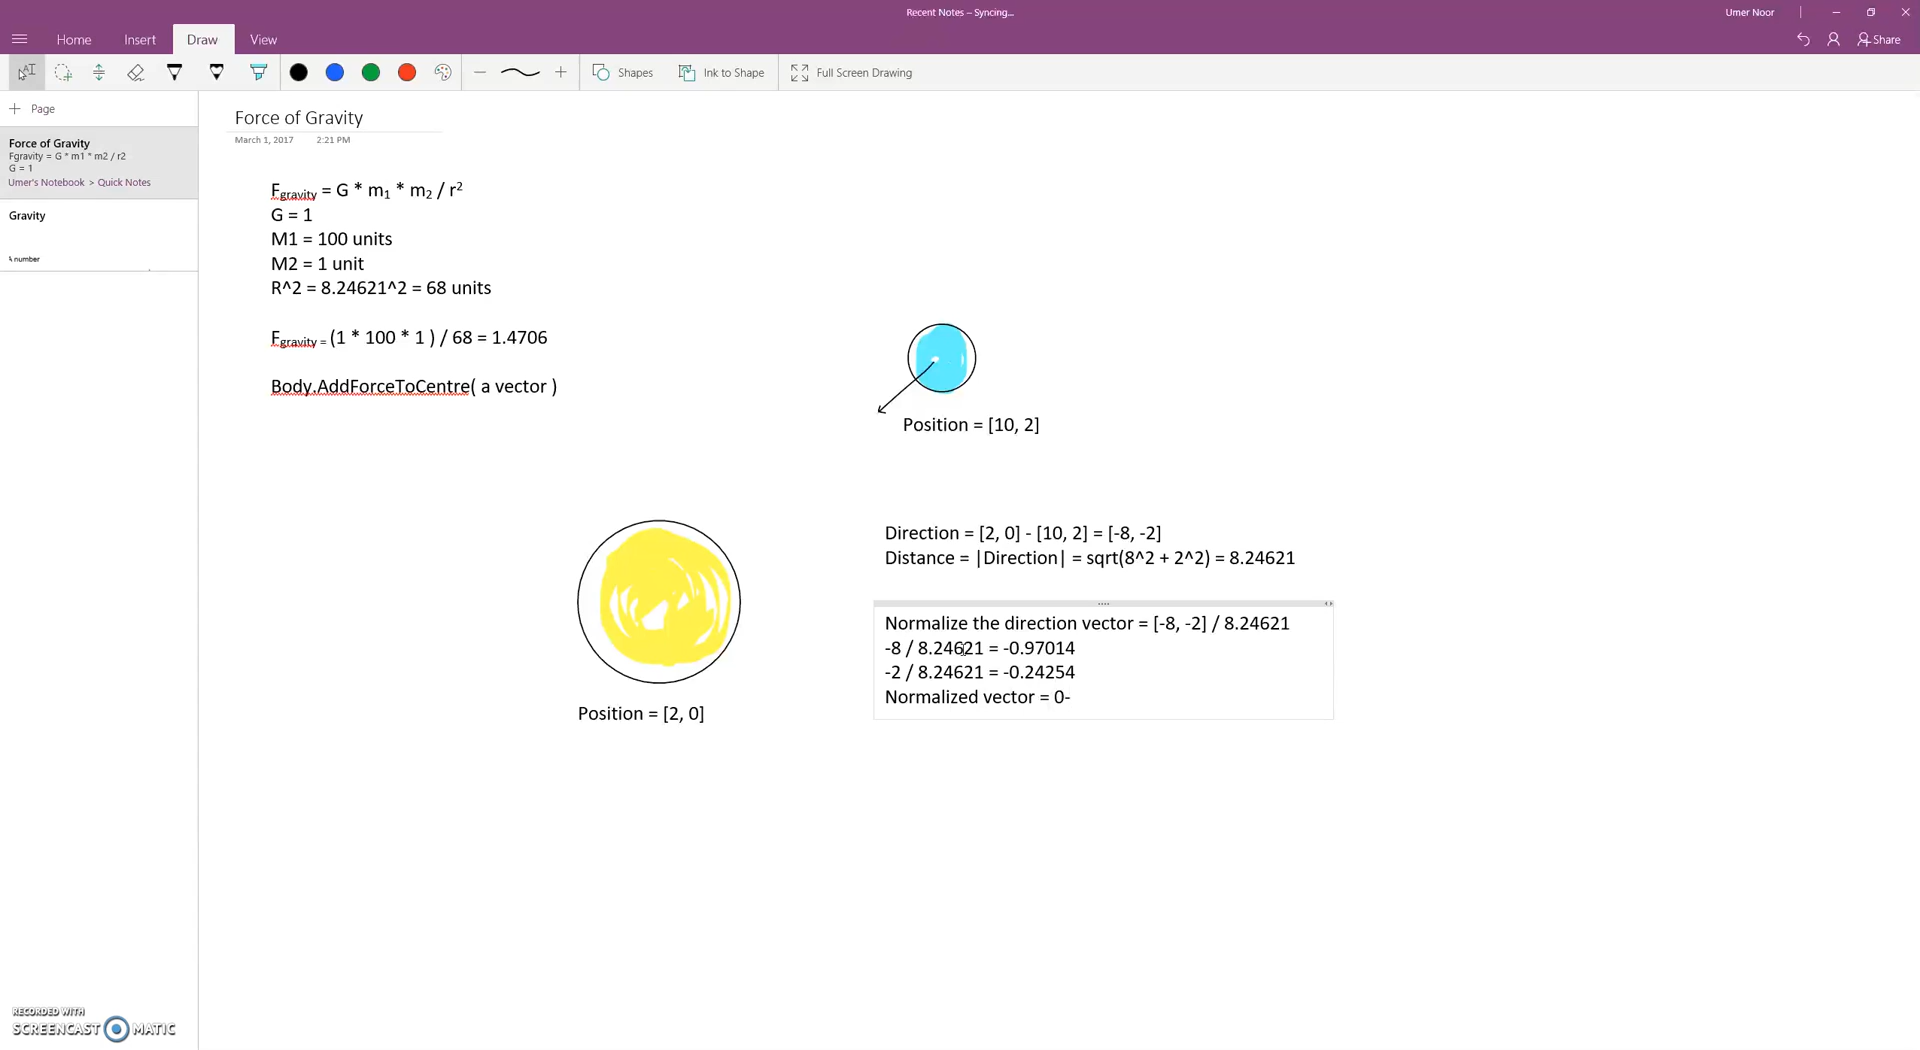 Recent Notes – Syncing...
Umer Noor
Home
Insert
Draw
View
Share
Shapes
Ink to Shape
Full Screen Drawing
Page
Force of Gravity
Fgravity = G * m1 * m2 / r2
G = 1
Umer's Notebook > Quick Notes
Gravity
A number
Force of Gravity
March 1, 2017 2:21 PM
Fgravity = G * m1 * m2 / r2
G = 1
M1 = 100 units
M2 = 1 unit
R^2 = 8.24621^2 = 68 units
Fgravity = (1 * 100 * 1 ) / 68 = 1.4706
Body.AddForceToCentre( a vector )
Position = [10, 2]
Direction = [2, 0] - [10, 2] = [-8, -2]
Distance = |Direction| = sqrt(8^2 + 2^2) = 8.24621
Normalize the direction vector = [-8, -2] / 8.24621
-8 / 8.24621 = -0.97014
-2 / 8.24621 = -0.24254
Normalized vector = 0-
Position = [2, 0]
RECORDED WITH
SCREENCAST MATIC